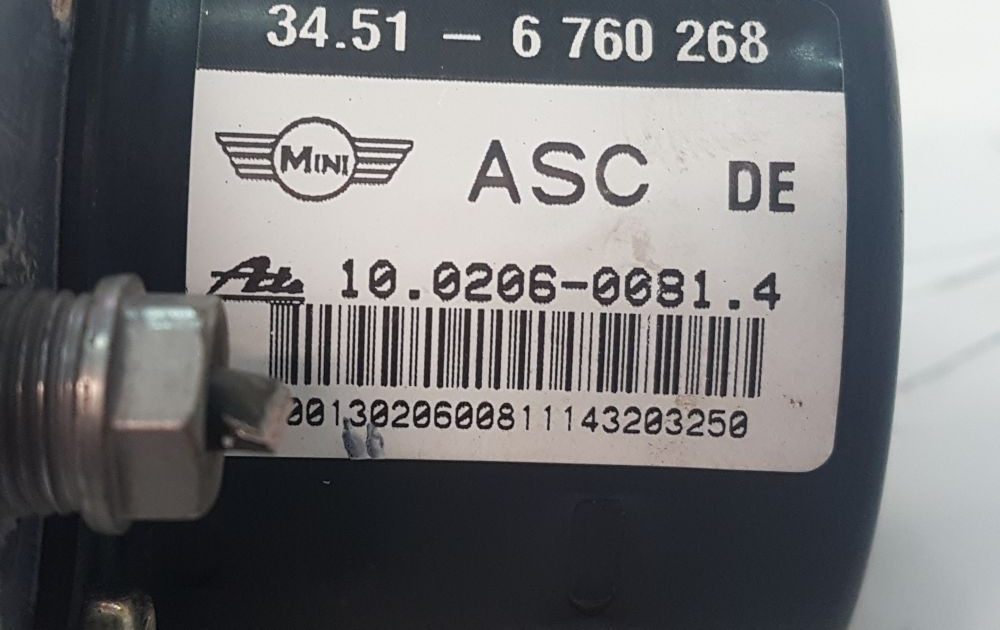 34.51 – 6 760 268
MINI ASC DE
Ate 10.0206-0081.4
0013020600811143203250